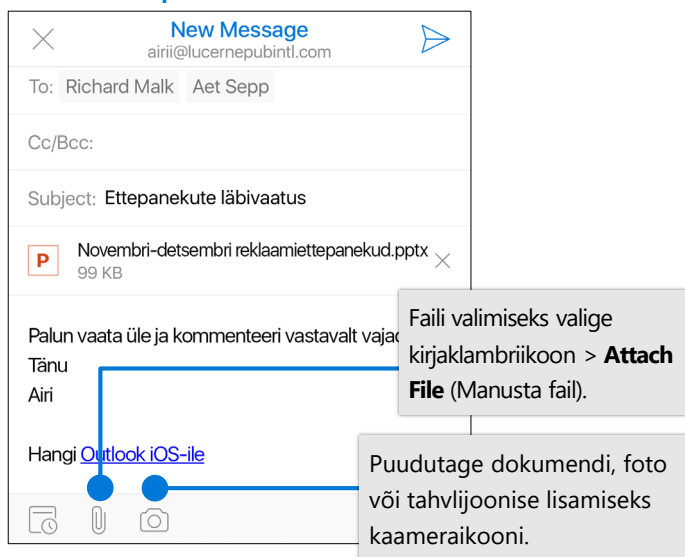 New Message
airii@lucernepubintl.com
To: Richard Malk Aet Sepp
Cc/Bcc:
Subject: Ettepanekute läbivaatus
P Novembri-detsembri reklaamiettepanekud.pptx
99 KB
Palun vaata üle ja kommenteeri vastavalt
Tänu
Airi
Hangi Outlook iOS-ile
Faili valimiseks valige
kirjaklambriikoon > Attach
File (Manusta fail).
Puudutage dokumendi, foto
või tahvlijoonise lisamiseks
kaameraikooni.